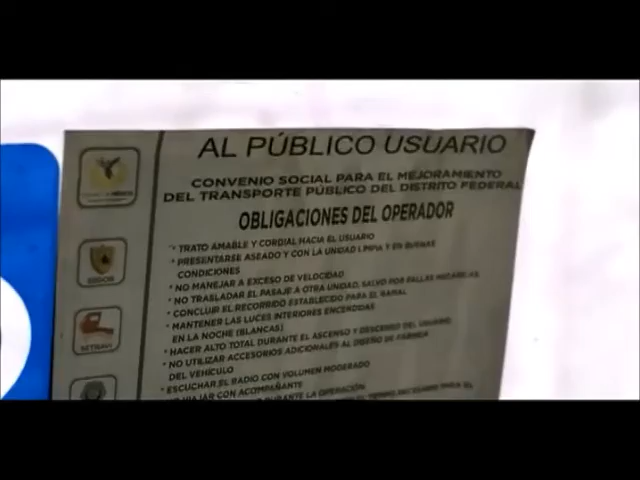 AL PÚBLICO USUARIO
CONVENIO SOCIAL PARA EL MEJORAMIENTO
DEL TRANSPORTE PÚBLICO DEL DISTRITO FEDERAL
OBLIGACIONES DEL OPERADOR
* TRATO AMABLE Y CORDIAL HACIA EL USUARIO
* PRESENTARSE ASEADO Y CON LA UNIDAD LIMPIA Y EN BUENAS
CONDICIONES
* NO MANEJAR A EXCESO DE VELOCIDAD
* NO TRASLADAR EL PASAJE A OTRA UNIDAD, SALVO POR FALLAS MECÁNICAS
* CONCLUIR EL RECORRIDO ESTABLECIDO PARA EL RAMAL
* MANTENER LAS LUCES INTERIORES ENCENDIDAS
EN LA NOCHE (BLANCAS)
* HACER ALTO TOTAL DURANTE EL ASCENSO Y DESCENSO DEL USUARIO
* NO UTILIZAR ACCESORIOS ADICIONALES AL DISEÑO DE FÁBRICA
DEL VEHÍCULO
* ESCUCHAR EL RADIO CON VOLUMEN MODERADO
VIAJAR CON ACOMPAÑANTE
DURANTE LA OPERACIÓN
SETRAVI